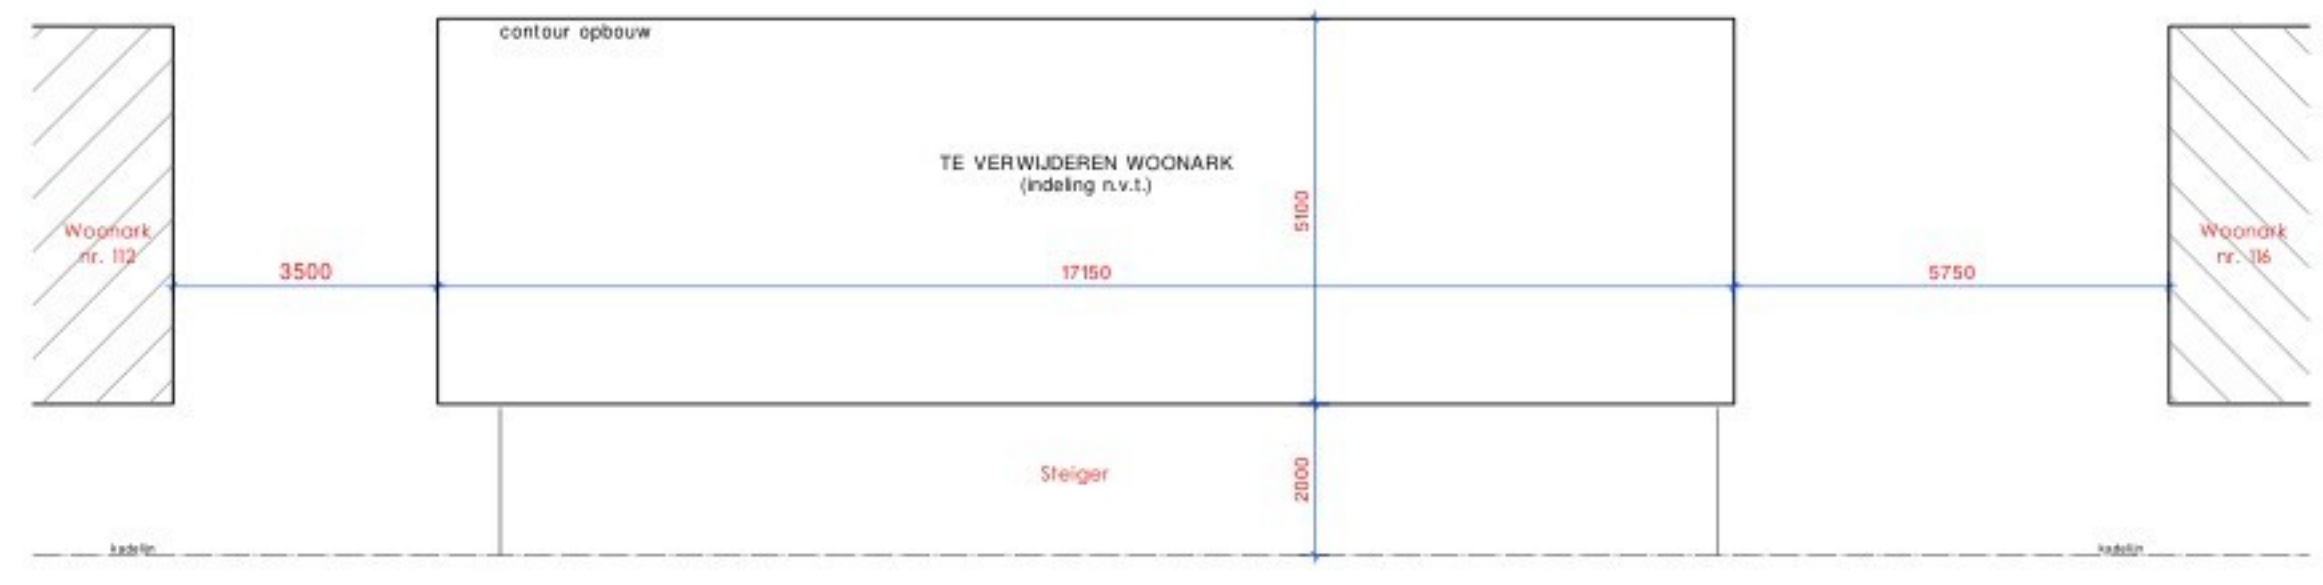 contour opbouw
TE VERWIJDEREN WOONARK
(indeling n.v.t.)
5100
Woonark
nr. 112
3500
17150
5750
Woonark
nr. 116
Steiger
2000
kadelijn
kadelijn